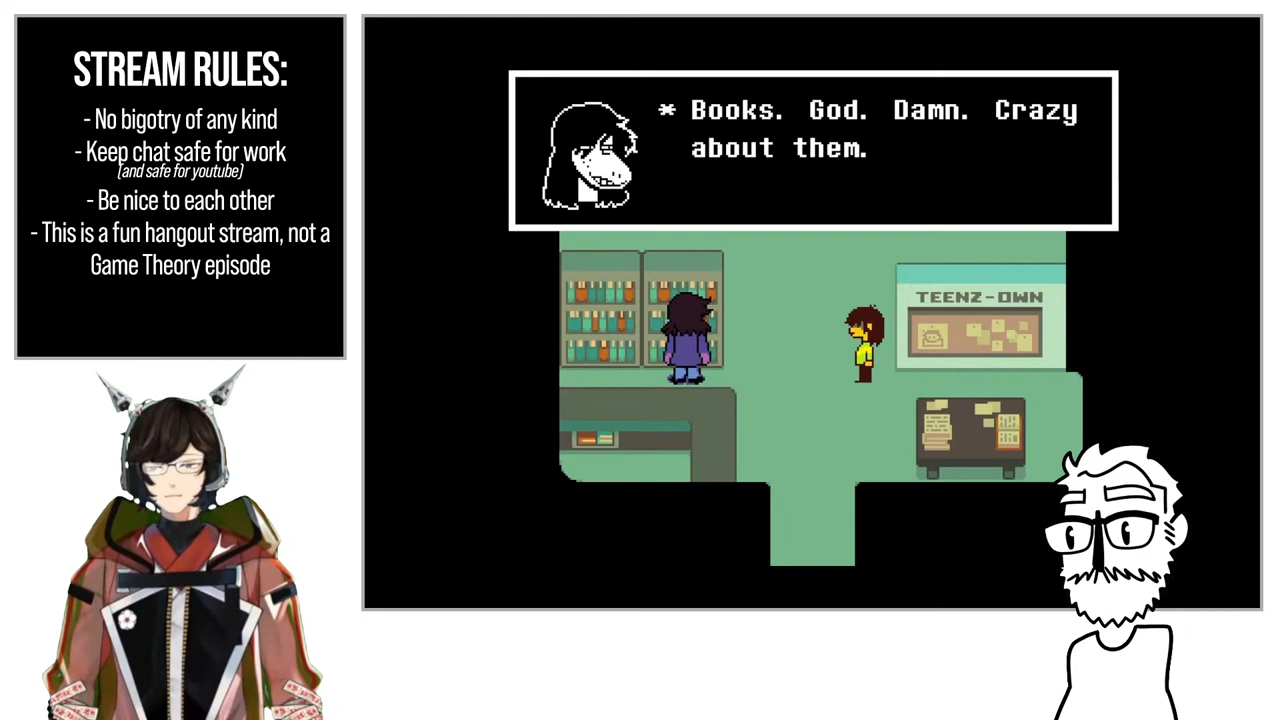 STREAM RULES:
- No bigotry of any kind
- Keep chat safe for work
(and safe for youtube)
- Be nice to each other
- This is a fun hangout stream, not a
Game Theory episode
* Books. God. Damn. Crazy
about them.
TEENZ-OWN